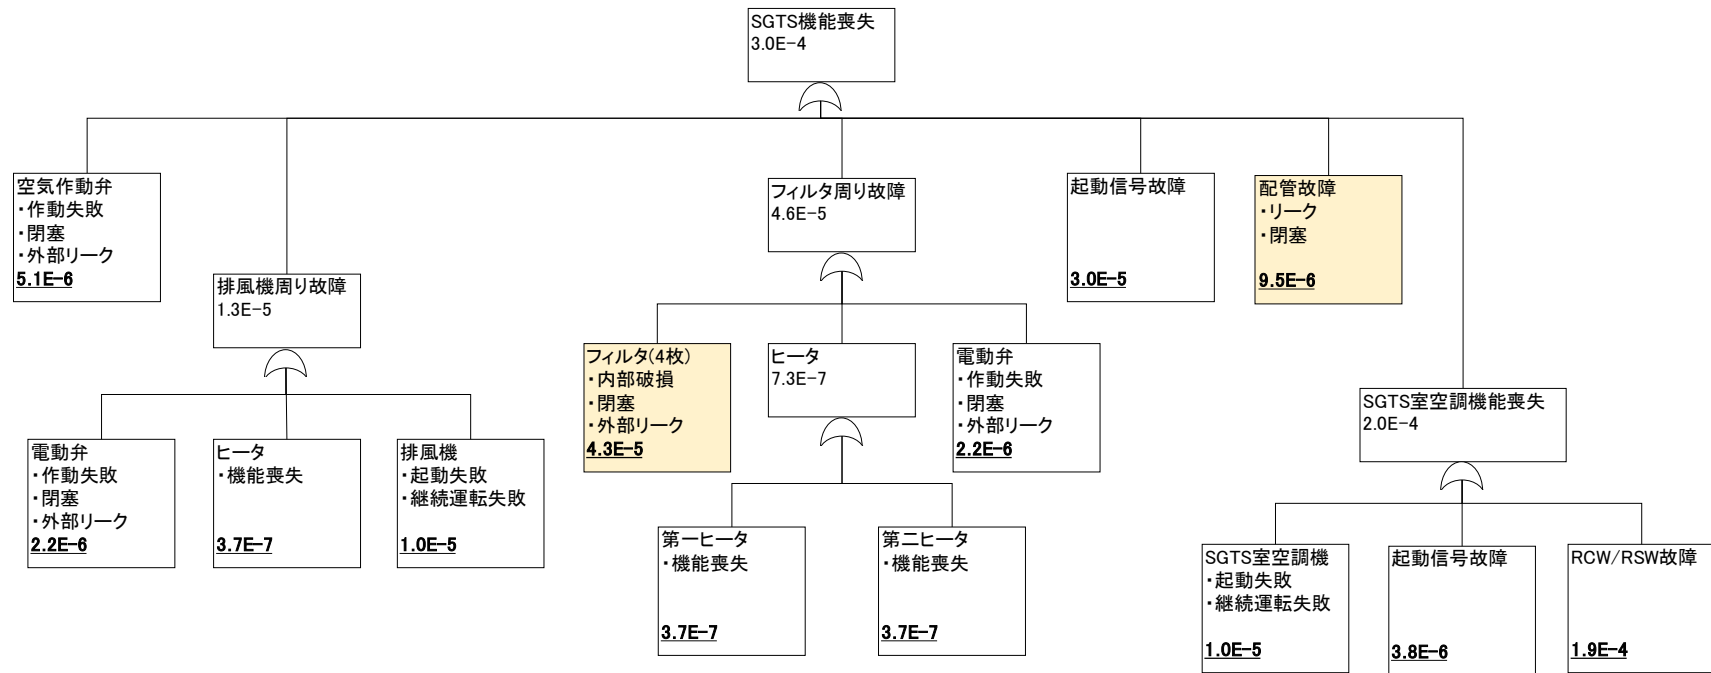 SGTS機能喪失
3.0E-4
空気作動弁
・作動失敗
・閉塞
・外部リーク
5.1E-6
排風機周り故障
1.3E-5
電動弁
・作動失敗
・閉塞
・外部リーク
2.2E-6
ヒータ
・機能喪失
3.7E-7
排風機
・起動失敗
・継続運転失敗
1.0E-5
フィルタ周り故障
4.6E-5
フィルタ(4枚)
・内部破損
・閉塞
・外部リーク
4.3E-5
ヒータ
7.3E-7
電動弁
・作動失敗
・閉塞
・外部リーク
2.2E-6
第一ヒータ
・機能喪失
3.7E-7
第二ヒータ
・機能喪失
3.7E-7
起動信号故障
3.0E-5
配管故障
・リーク
・閉塞
9.5E-6
SGTS室空調機能喪失
2.0E-4
SGTS室空調機
・起動失敗
・継続運転失敗
1.0E-5
起動信号故障
3.8E-6
RCW/RSW故障
1.9E-4